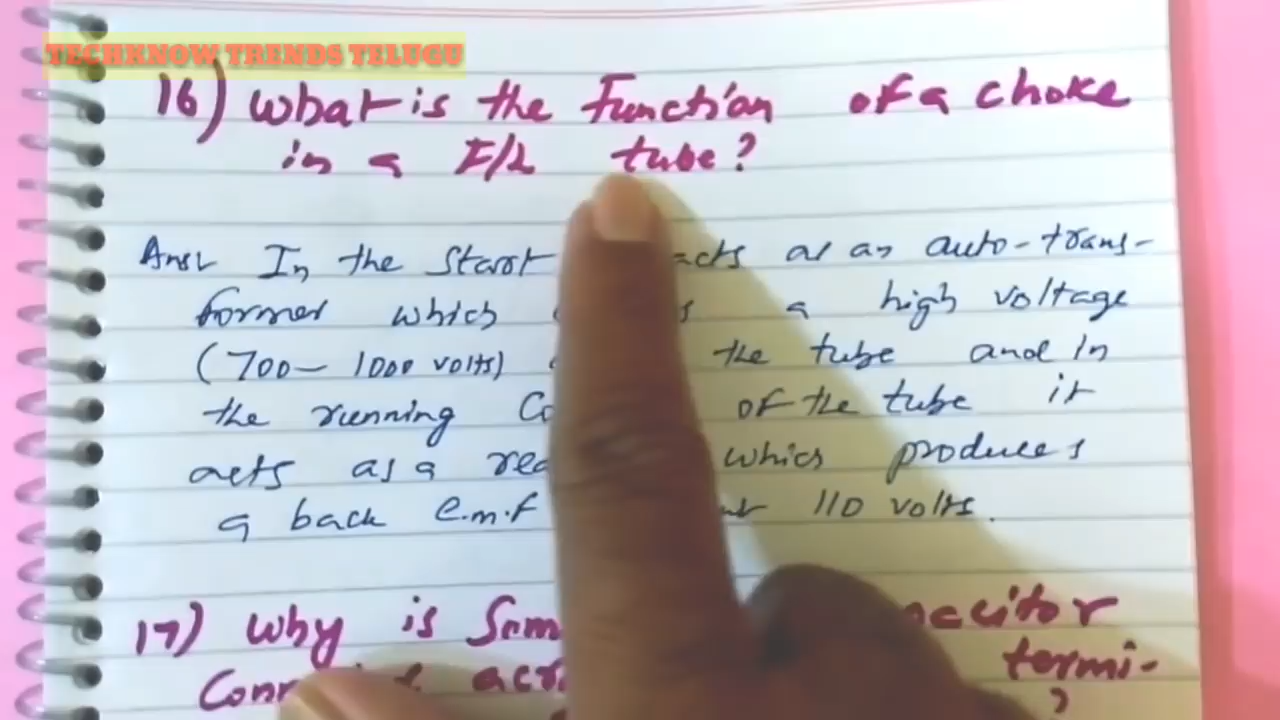 TECHKNOW TRENDS TELUGU
16) What is the Function of a choke
in a F/L tube?
Ans: In the start acts as an auto-trans-
former which a high voltage
(700- 1000 volts) the tube and in
the running of the tube it
acts as a which produces
a back e.m.f 110 volts.
17) Why is
termi-
?